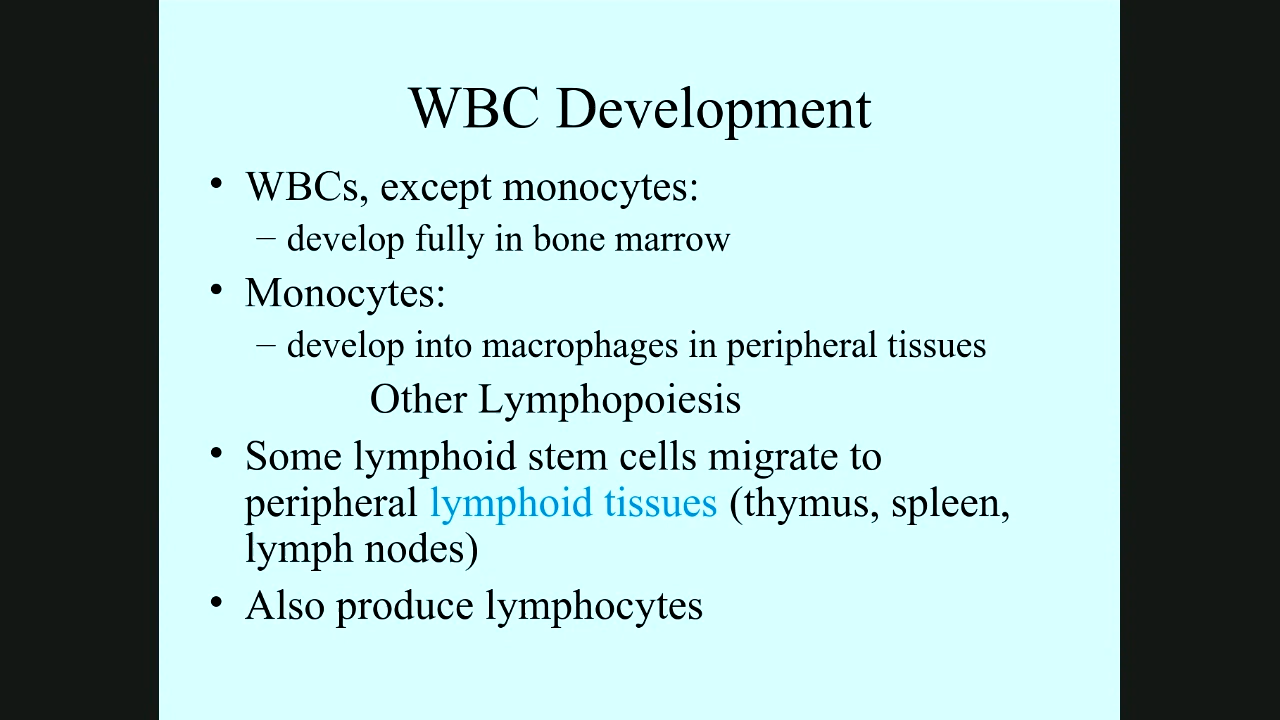 WBC Development
• WBCs, except monocytes:
– develop fully in bone marrow
• Monocytes:
– develop into macrophages in peripheral tissues
Other Lymphopoiesis
• Some lymphoid stem cells migrate to
peripheral lymphoid tissues (thymus, spleen,
lymph nodes)
• Also produce lymphocytes